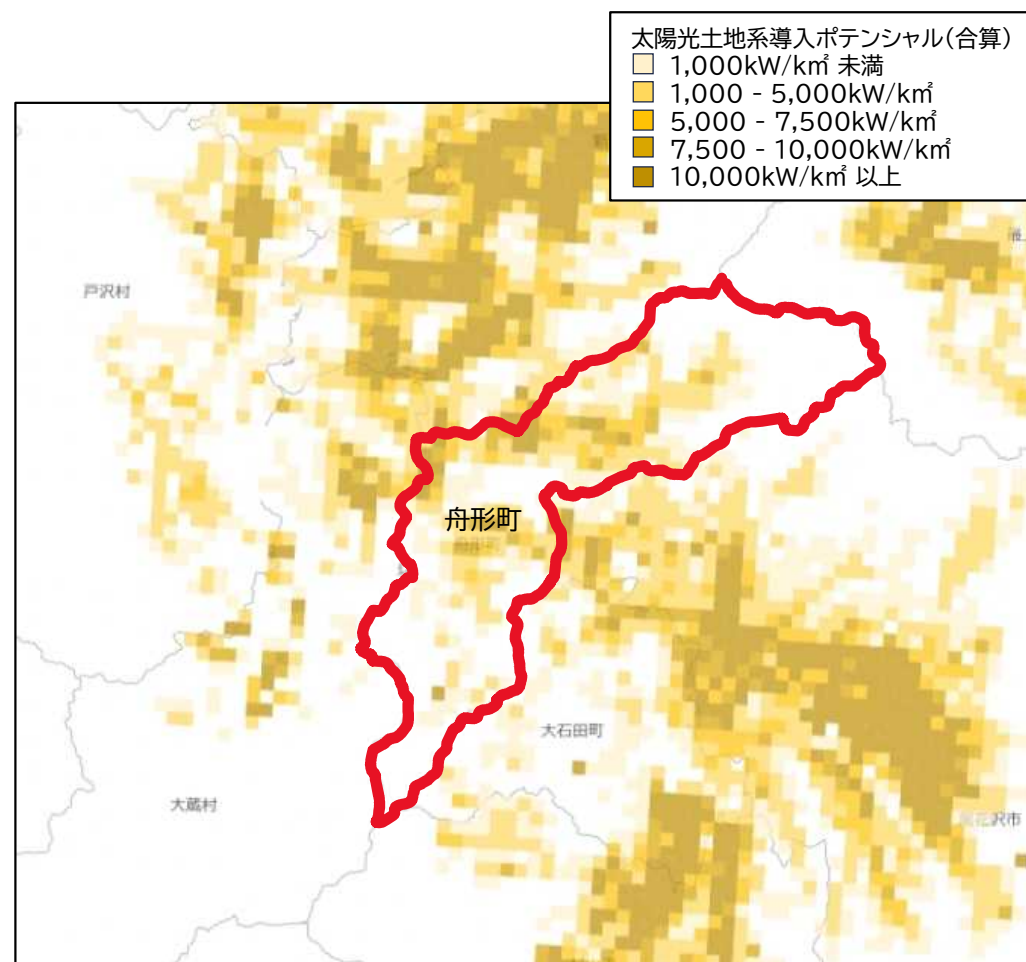 太陽光土地系導入ポテンシャル(合算)
1,000kW/k㎡ 未満
1,000 - 5,000kW/k㎡
5,000 - 7,500kW/k㎡
7,500 - 10,000kW/k㎡
10,000kW/k㎡ 以上
戸沢村
舟形町
大石田町
大蔵村
花沢市